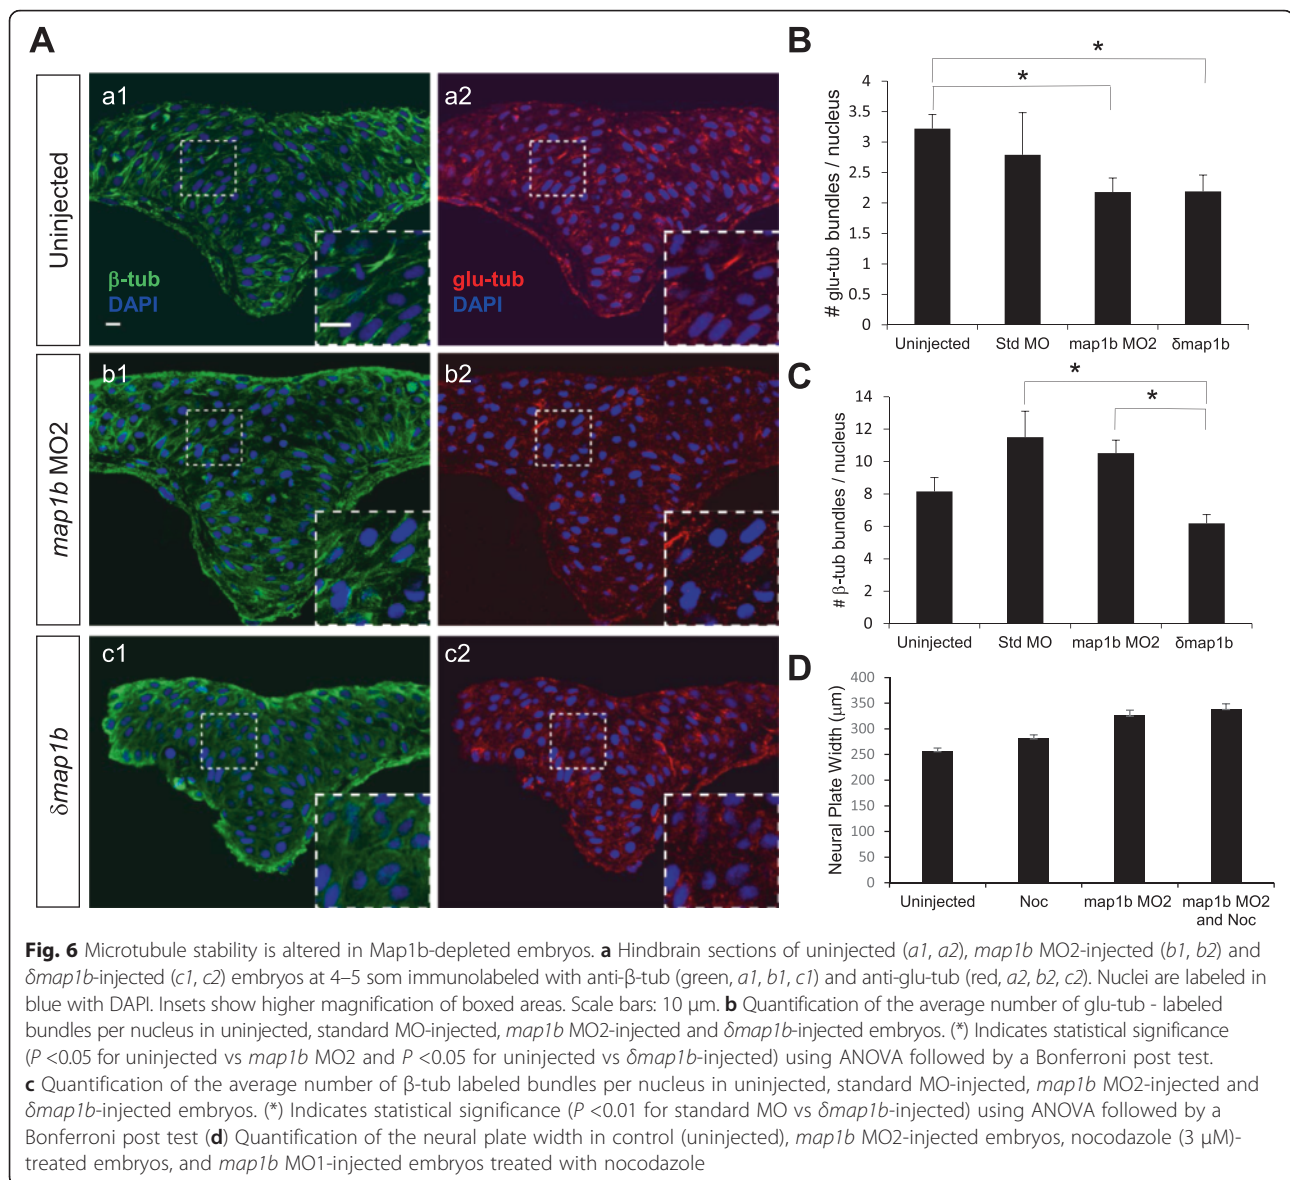 A
Uninjected
a1
β-tub
DAPI
a2
glu-tub
DAPI
map1b MO2
b1
b2
δmap1b
c1
c2
B
*
*
# glu-tub bundles / nucleus
4
3.5
3
2.5
2
1.5
1
0.5
0
Uninjected Std MO map1b MO2 δmap1b
C
*
*
# β-tub bundles / nucleus
14
12
10
8
6
4
2
0
Uninjected Std MO map1b MO2 δmap1b
D
Neural Plate Width (μm)
400
350
300
250
200
150
100
50
0
Uninjected Noc map1b MO2 map1b MO2
and Noc
Fig. 6 Microtubule stability is altered in Map1b-depleted embryos. a Hindbrain sections of uninjected (a1, a2), map1b MO2-injected (b1, b2) and
δmap1b-injected (c1, c2) embryos at 4–5 som immunolabeled with anti-β-tub (green, a1, b1, c1) and anti-glu-tub (red, a2, b2, c2). Nuclei are labeled in
blue with DAPI. Insets show higher magnification of boxed areas. Scale bars: 10 μm. b Quantification of the average number of glu-tub - labeled
bundles per nucleus in uninjected, standard MO-injected, map1b MO2-injected and δmap1b-injected embryos. (*) Indicates statistical significance
(P <0.05 for uninjected vs map1b MO2 and P <0.05 for uninjected vs δmap1b-injected) using ANOVA followed by a Bonferroni post test.
c Quantification of the average number of β-tub labeled bundles per nucleus in uninjected, standard MO-injected, map1b MO2-injected and
δmap1b-injected embryos. (*) Indicates statistical significance (P <0.01 for standard MO vs δmap1b-injected) using ANOVA followed by a
Bonferroni post test (d) Quantification of the neural plate width in control (uninjected), map1b MO2-injected embryos, nocodazole (3 μM)-
treated embryos, and map1b MO1-injected embryos treated with nocodazole